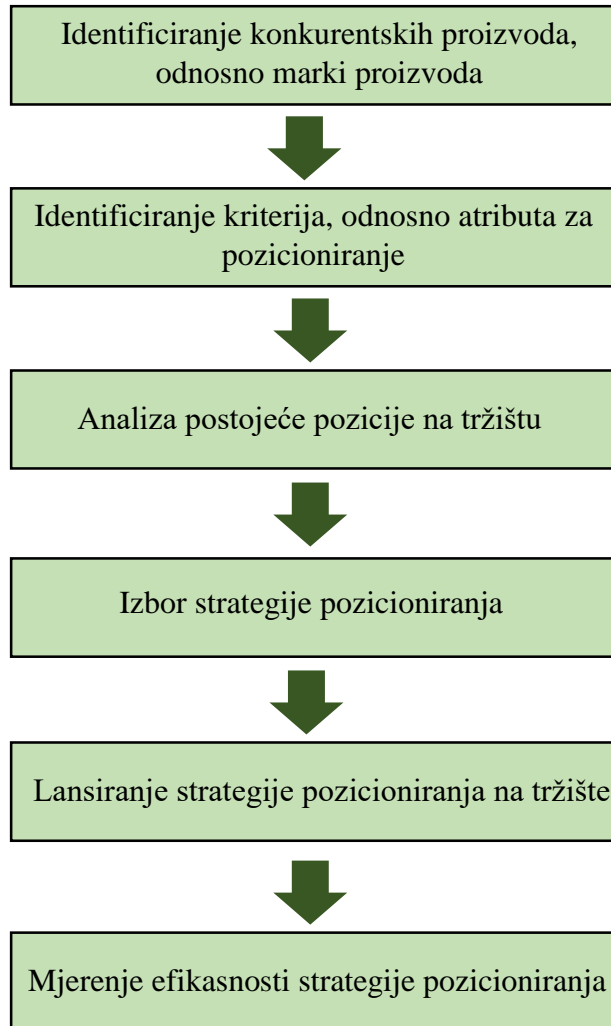 Identificiranje konkurentskih proizvoda,
odnosno marki proizvoda
Identificiranje kriterija, odnosno atributa za
pozicioniranje
Analiza postojeće pozicije na tržištu
Izbor strategije pozicioniranja
Lansiranje strategije pozicioniranja na tržište
Mjerenje efikasnosti strategije pozicioniranja